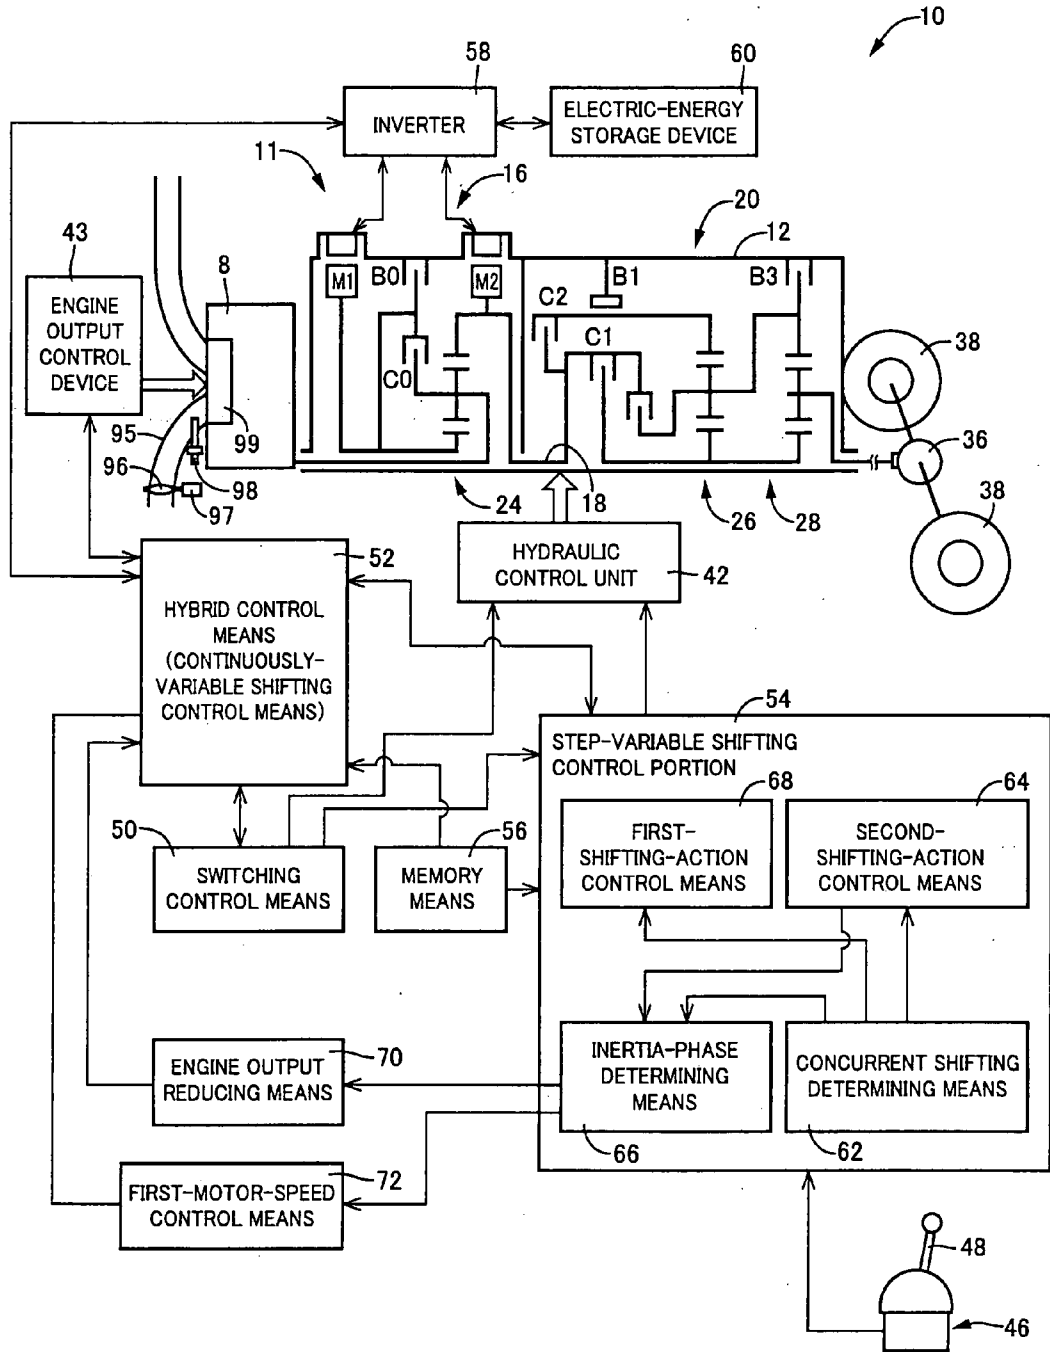 10
58
60
INVERTER
ELECTRIC-ENERGY
STORAGE DEVICE
11
16
20
12
43
8
M1
B0
M2
B1
B3
C2
C1
C0
ENGINE
OUTPUT
CONTROL
DEVICE
38
95
99
36
96
98
97
24
18
26
28
38
52
HYDRAULIC
CONTROL UNIT
42
HYBRID CONTROL
MEANS
(CONTINUOUSLY-
VARIABLE SHIFTING
CONTROL MEANS)
54
STEP-VARIABLE SHIFTING
CONTROL PORTION
68
64
50
56
FIRST-
SHIFTING-ACTION
CONTROL MEANS
SECOND-
SHIFTING-ACTION
CONTROL MEANS
SWITCHING
CONTROL MEANS
MEMORY
MEANS
70
ENGINE OUTPUT
REDUCING MEANS
INERTIA-PHASE
DETERMINING
MEANS
CONCURRENT SHIFTING
DETERMINING MEANS
66
62
72
FIRST-MOTOR-SPEED
CONTROL MEANS
48
46